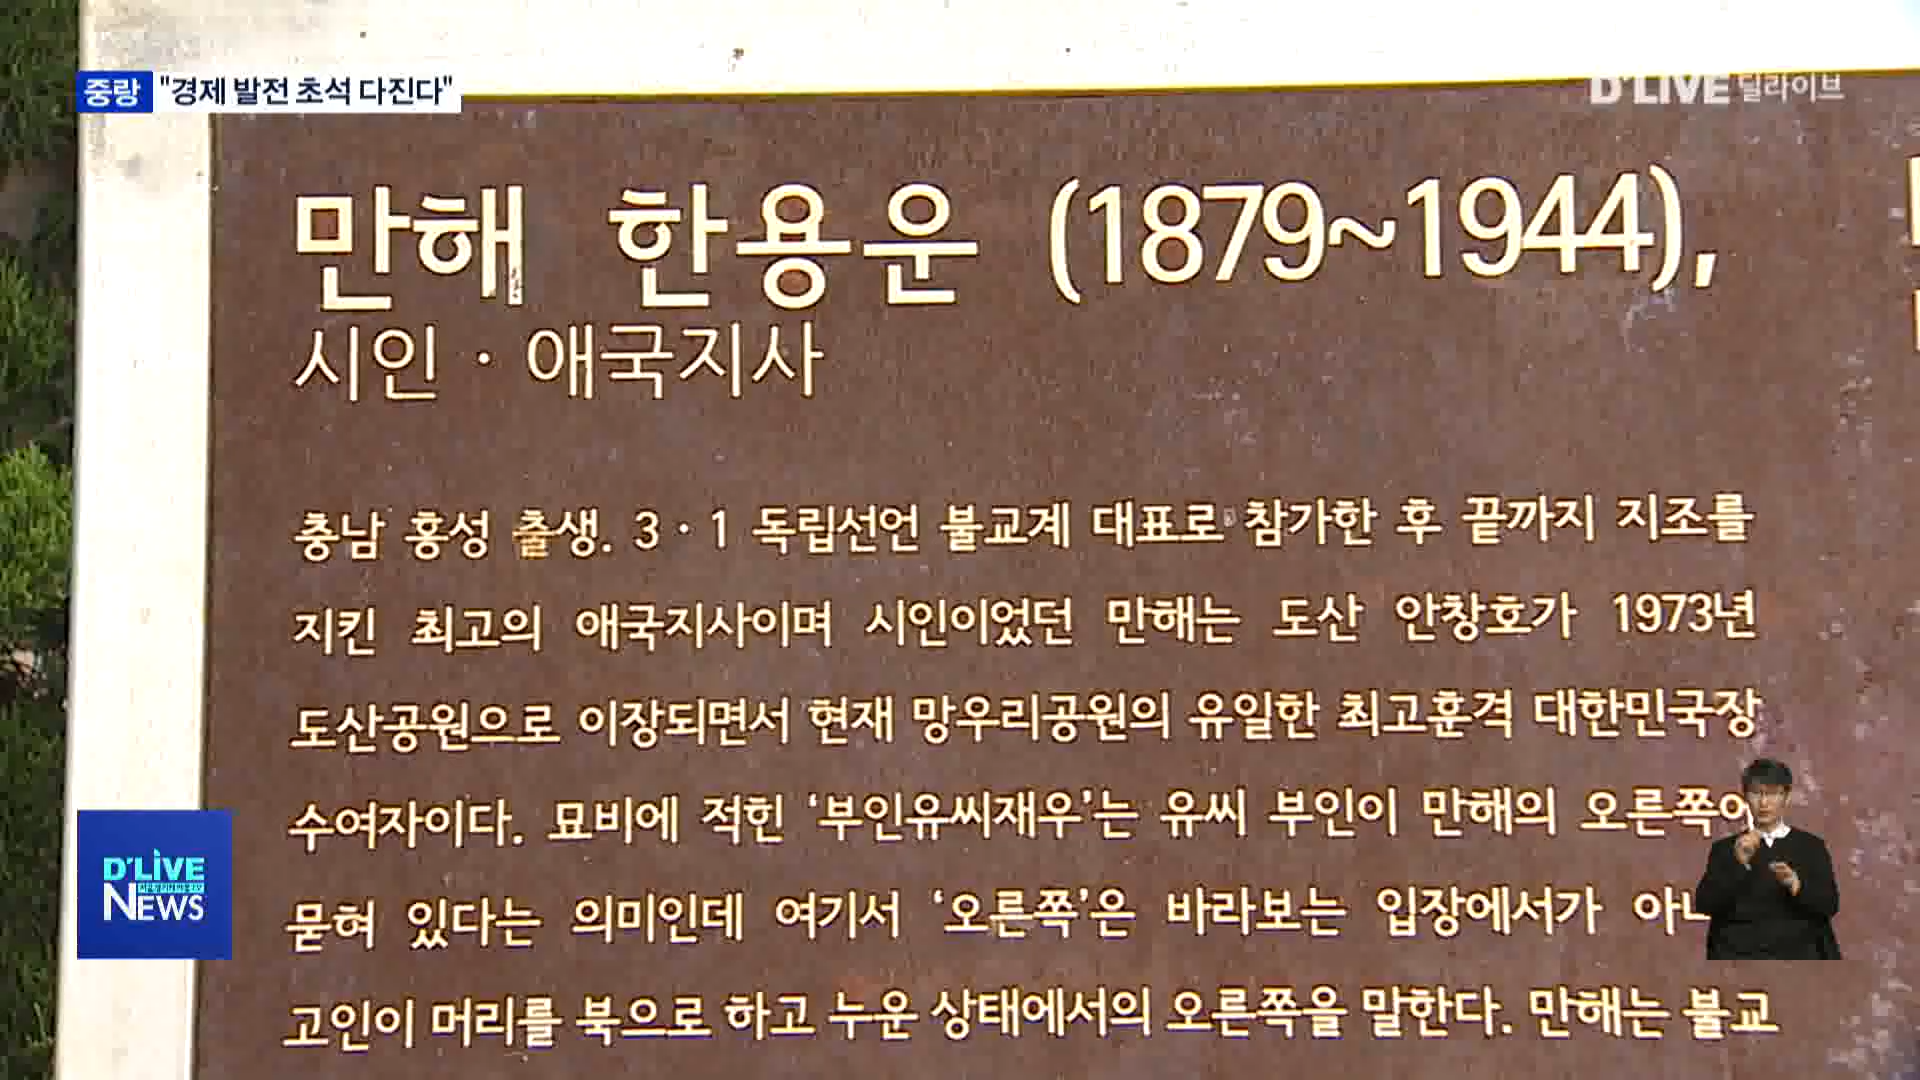 중랑 "경제 발전 초석 다진다"
D'LIVE 딜라이브
만해 한용운 (1879~1944),
시인 · 애국지사
충남 홍성 출생. 3 · 1 독립선언 불교계 대표로 참가한 후 끝까지 지조를
지킨 최고의 애국지사이며 시인이었던 만해는 도산 안창호가 1973년
도산공원으로 이장되면서 현재 망우리공원의 유일한 최고훈격 대한민국장
수여자이다. 묘비에 적힌 ‘부인유씨재우’는 유씨 부인이 만해의 오른쪽에
묻혀 있다는 의미인데 여기서 ‘오른쪽’은 바라보는 입장에서가
고인이 머리를 북으로 하고 누운 상태에서의 오른쪽을 말한다. 만해는 불교
D'LIVE
NEWS